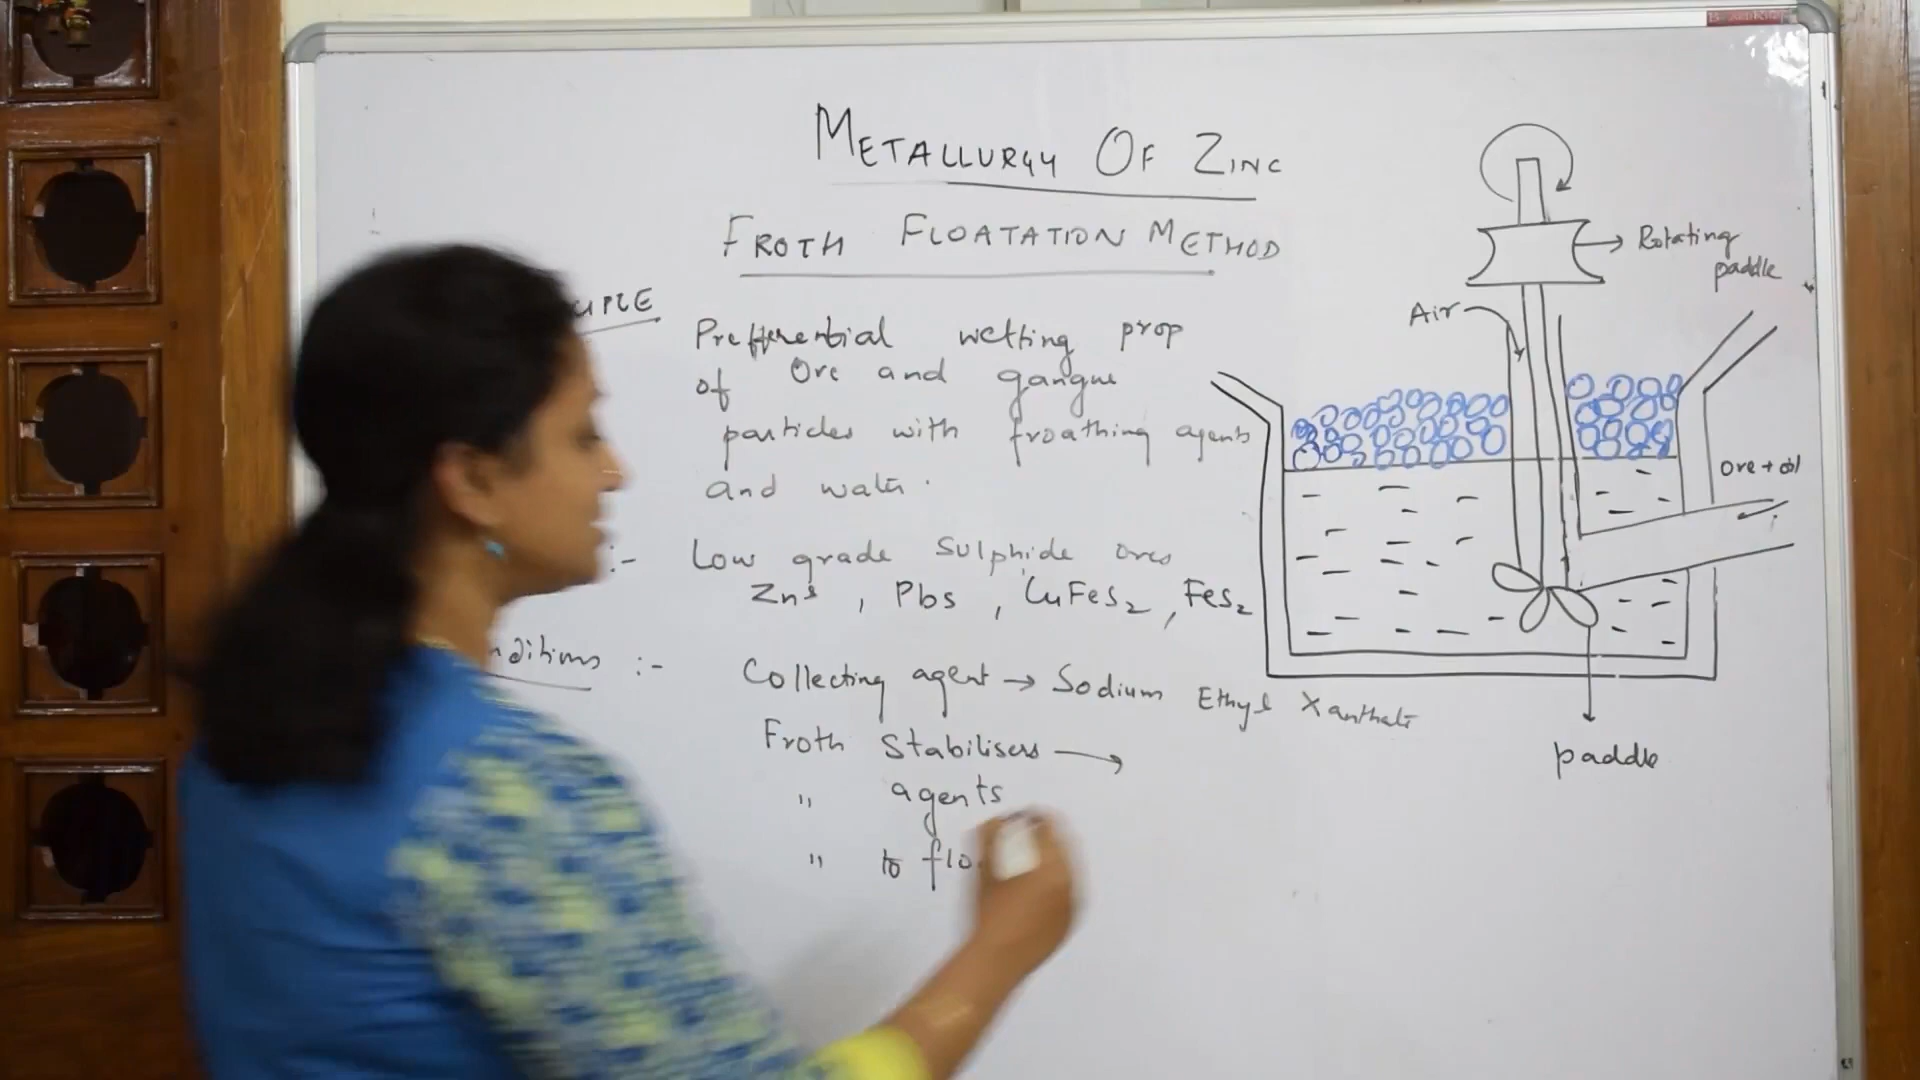 METALLURGY OF ZINC
FROTH FLOATATION METHOD
Prefferential wetting prop
of Ore and gangue
particles with froathing agents
and water.
:- Low grade Sulphide ores
ZnS, PbS, CuFeS2, FeS2
:- Collecting agent → Sodium Ethyl Xanthate
Froth Stabilisers →
" agents
" to flo
Rotating
paddle
Air
Ore + oil
paddle